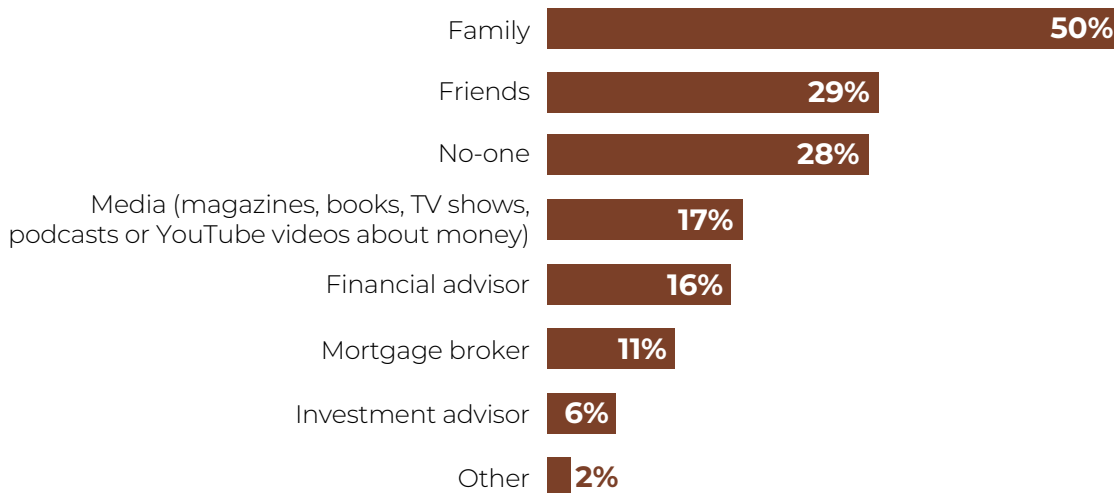 Family 50%
Friends 29%
No-one 28%
Media (magazines, books, TV shows,
podcasts or YouTube videos about money) 17%
Financial advisor 16%
Mortgage broker 11%
Investment advisor 6%
Other 2%